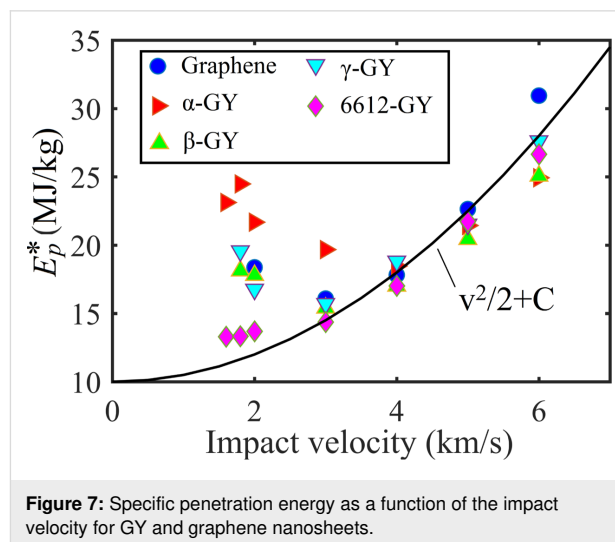 E*p (MJ/kg)
35
30
25
20
15
10
Graphene
α-GY
β-GY
γ-GY
6612-GY
v²/2+C
0 2 4 6
Impact velocity (km/s)
Figure 7: Specific penetration energy as a function of the impact
velocity for GY and graphene nanosheets.